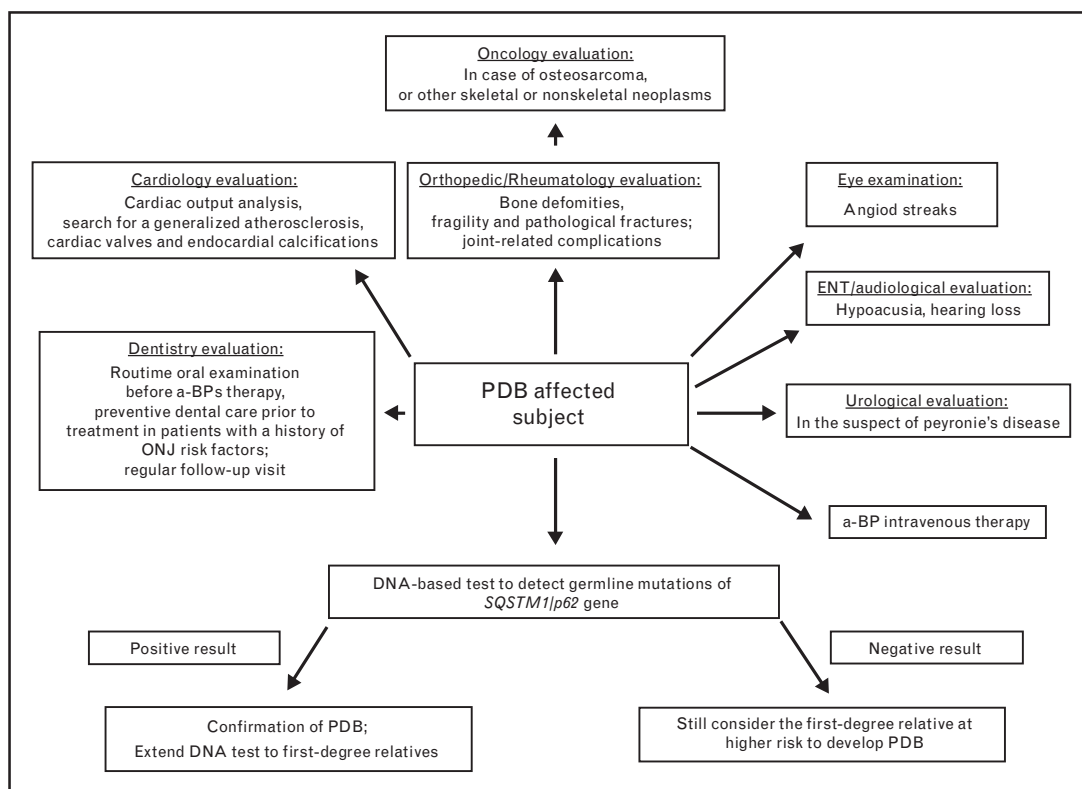 Oncology evaluation:
In case of osteosarcoma,
or other skeletal or nonskeletal neoplasms
Cardiology evaluation:
Cardiac output analysis,
search for a generalized atherosclerosis,
cardiac valves and endocardial calcifications
Orthopedic/Rheumatology evaluation:
Bone defomities,
fragility and pathological fractures;
joint-related complications
Eye examination:
Angiod streaks
ENT/audiological evaluation:
Hypoacusia, hearing loss
Dentistry evaluation:
Routime oral examination
before a-BPs therapy,
preventive dental care prior to
treatment in patients with a history of
ONJ risk factors;
regular follow-up visit
PDB affected
subject
Urological evaluation:
In the suspect of peyronie's disease
a-BP intravenous therapy
DNA-based test to detect germline mutations of
SQSTM1/p62 gene
Positive result
Negative result
Confirmation of PDB;
Extend DNA test to first-degree relatives
Still consider the first-degree relative at
higher risk to develop PDB